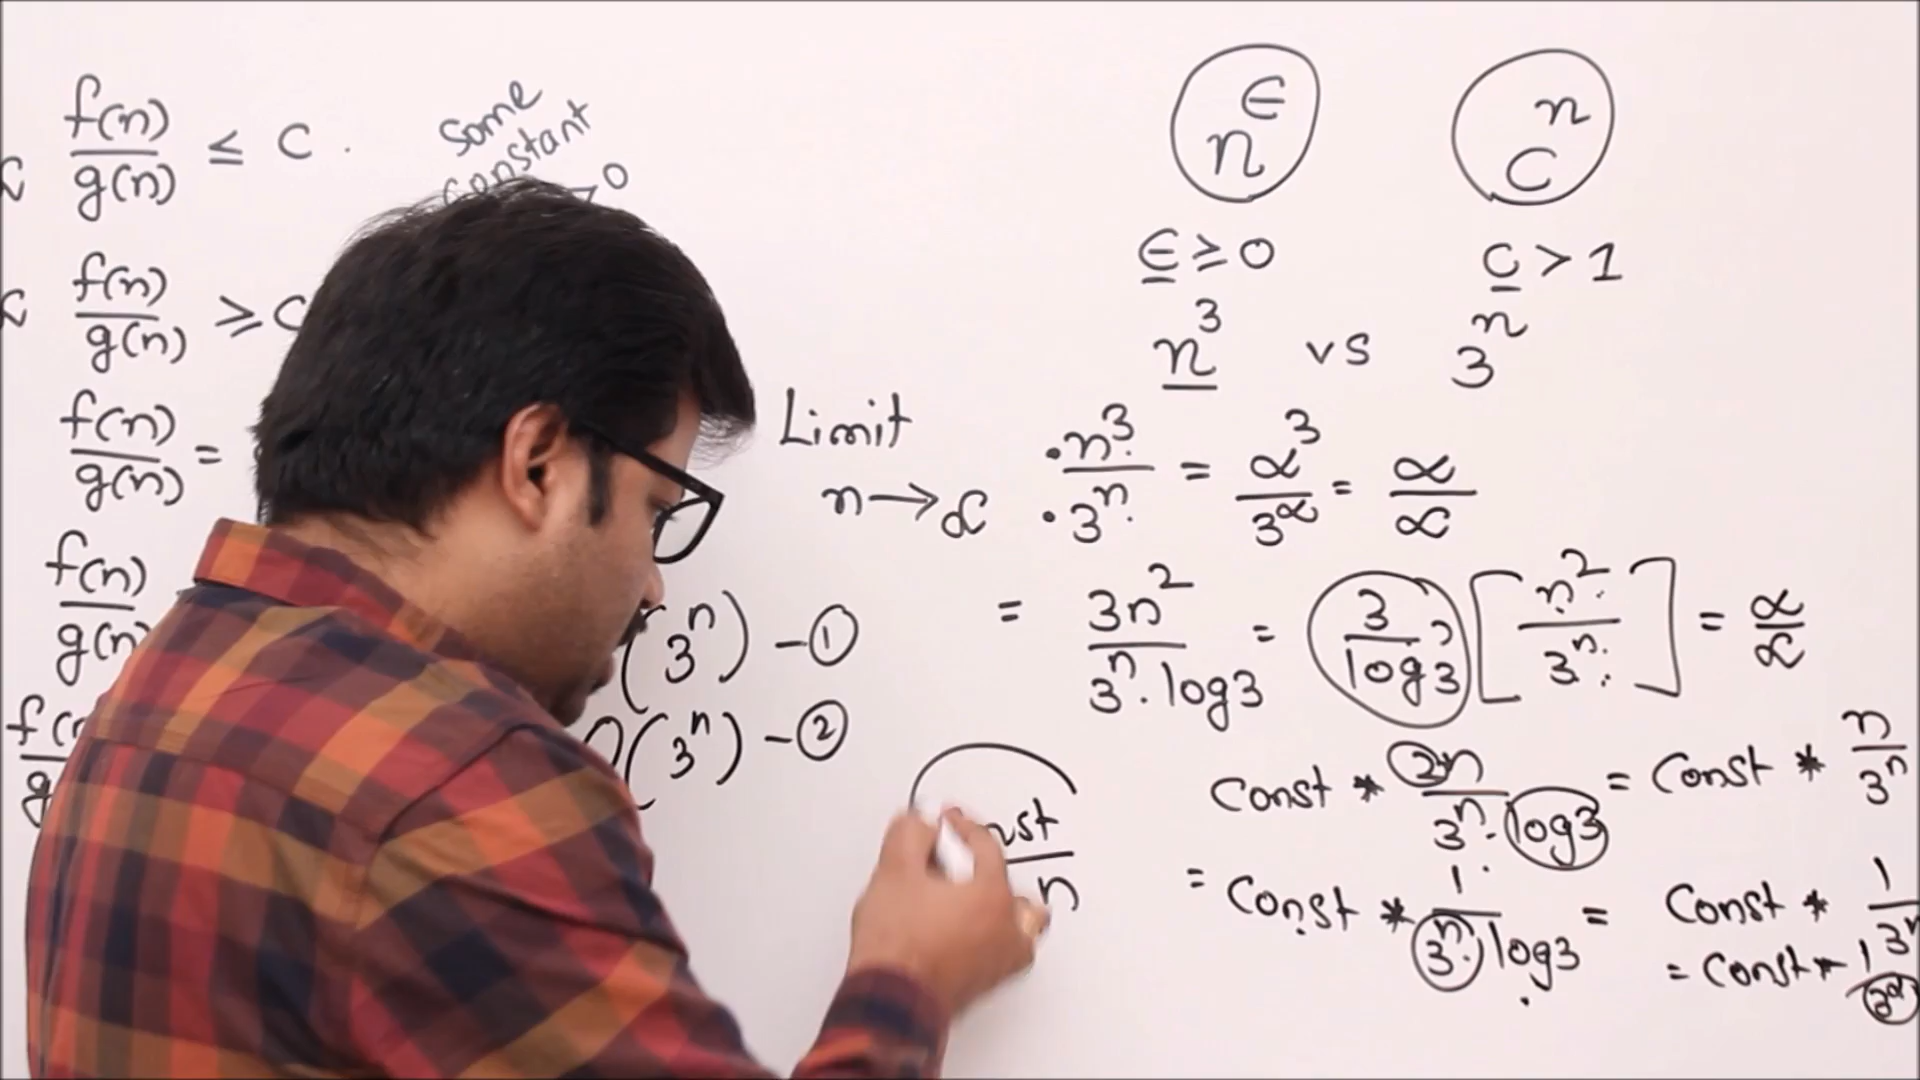 f(n)/g(n) ≤ C .
Some
constant
>0
f(n)/g(n) ≥ C
f(n)/g(n) =
f(n)/g(n)
(3^n) - ①
(3^n) - ②
n^ϵ C^n
ϵ ≥ 0 C > 1
n^3 vs 3^n
Limit n→∝ n^3/3^n = ∝^3/3^∝ = ∝/∝
= 3n^2/3^n.log3 = 3/log3 [n^2/3^n] = ∝/∝
Const * 2n/3^n.log3 = Const * n/3^n
= Const * 1/3^n.log3 = Const * 1/3^n
= Const * 1/3^∝
n